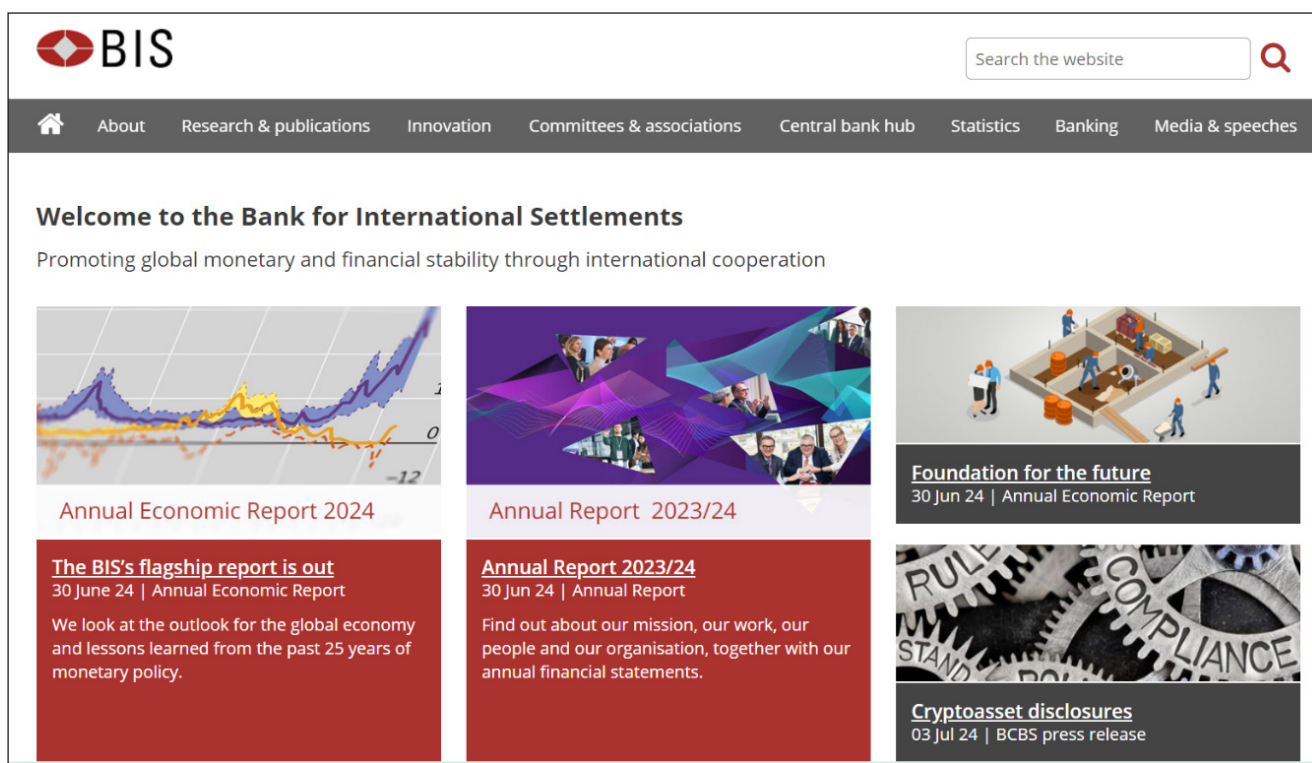 BIS
Search the website
About Research & publications Innovation Committees & associations Central bank hub Statistics Banking Media & speeches
Welcome to the Bank for International Settlements
Promoting global monetary and financial stability through international cooperation
1
0
−12
Annual Economic Report 2024
The BIS's flagship report is out
30 June 24 | Annual Economic Report
We look at the outlook for the global economy
and lessons learned from the past 25 years of
monetary policy.
Annual Report 2023/24
Annual Report 2023/24
30 Jun 24 | Annual Report
Find out about our mission, our work, our
people and our organisation, together with our
annual financial statements.
Foundation for the future
30 Jun 24 | Annual Economic Report
RULE
COMPLIANCE
STAND
Cryptoasset disclosures
03 Jul 24 | BCBS press release